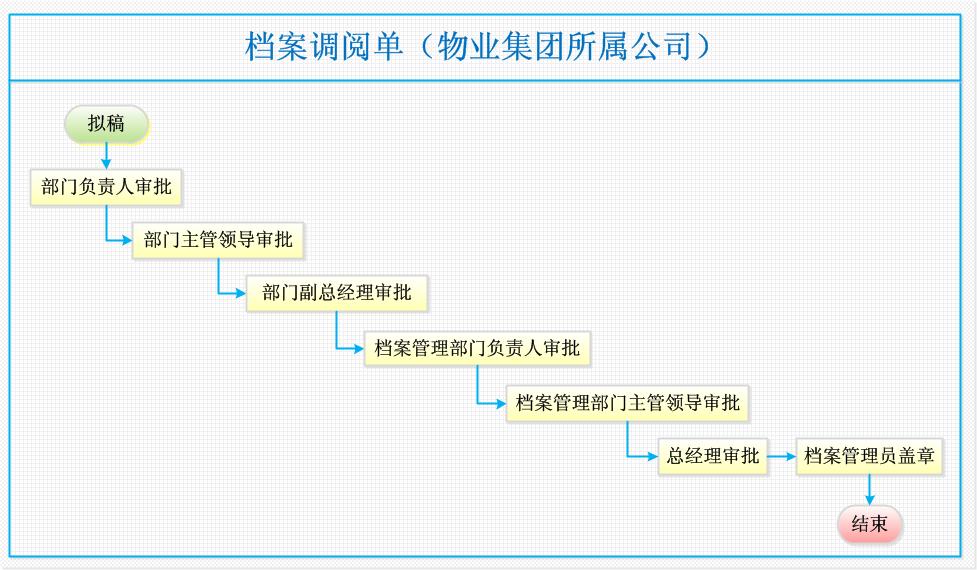 档案调阅单（物业集团所属公司）
拟稿
部门负责人审批
部门主管领导审批
部门副总经理审批
档案管理部门负责人审批
档案管理部门主管领导审批
总经理审批
档案管理员盖章
结束